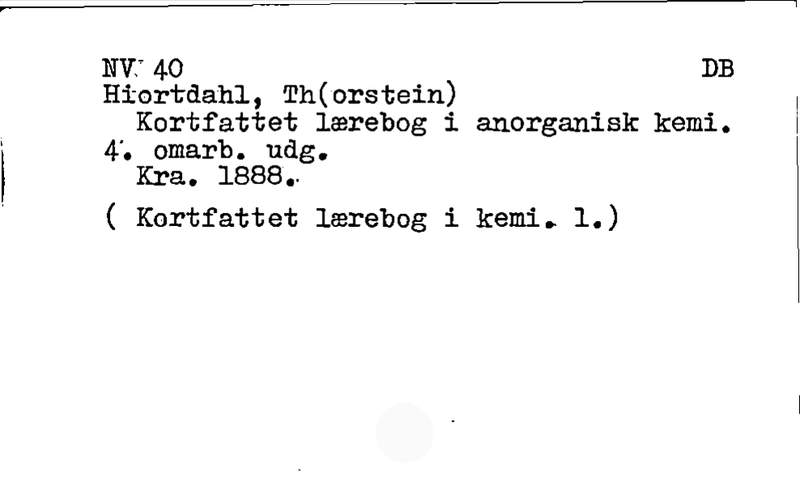 NV. 40 DB
Hiortdahl, Th(orstein)
Kortfattet lærebog i anorganisk kemi.
4. omarb. udg.
Kra. 1888.
( Kortfattet lærebog i kemi. 1.)